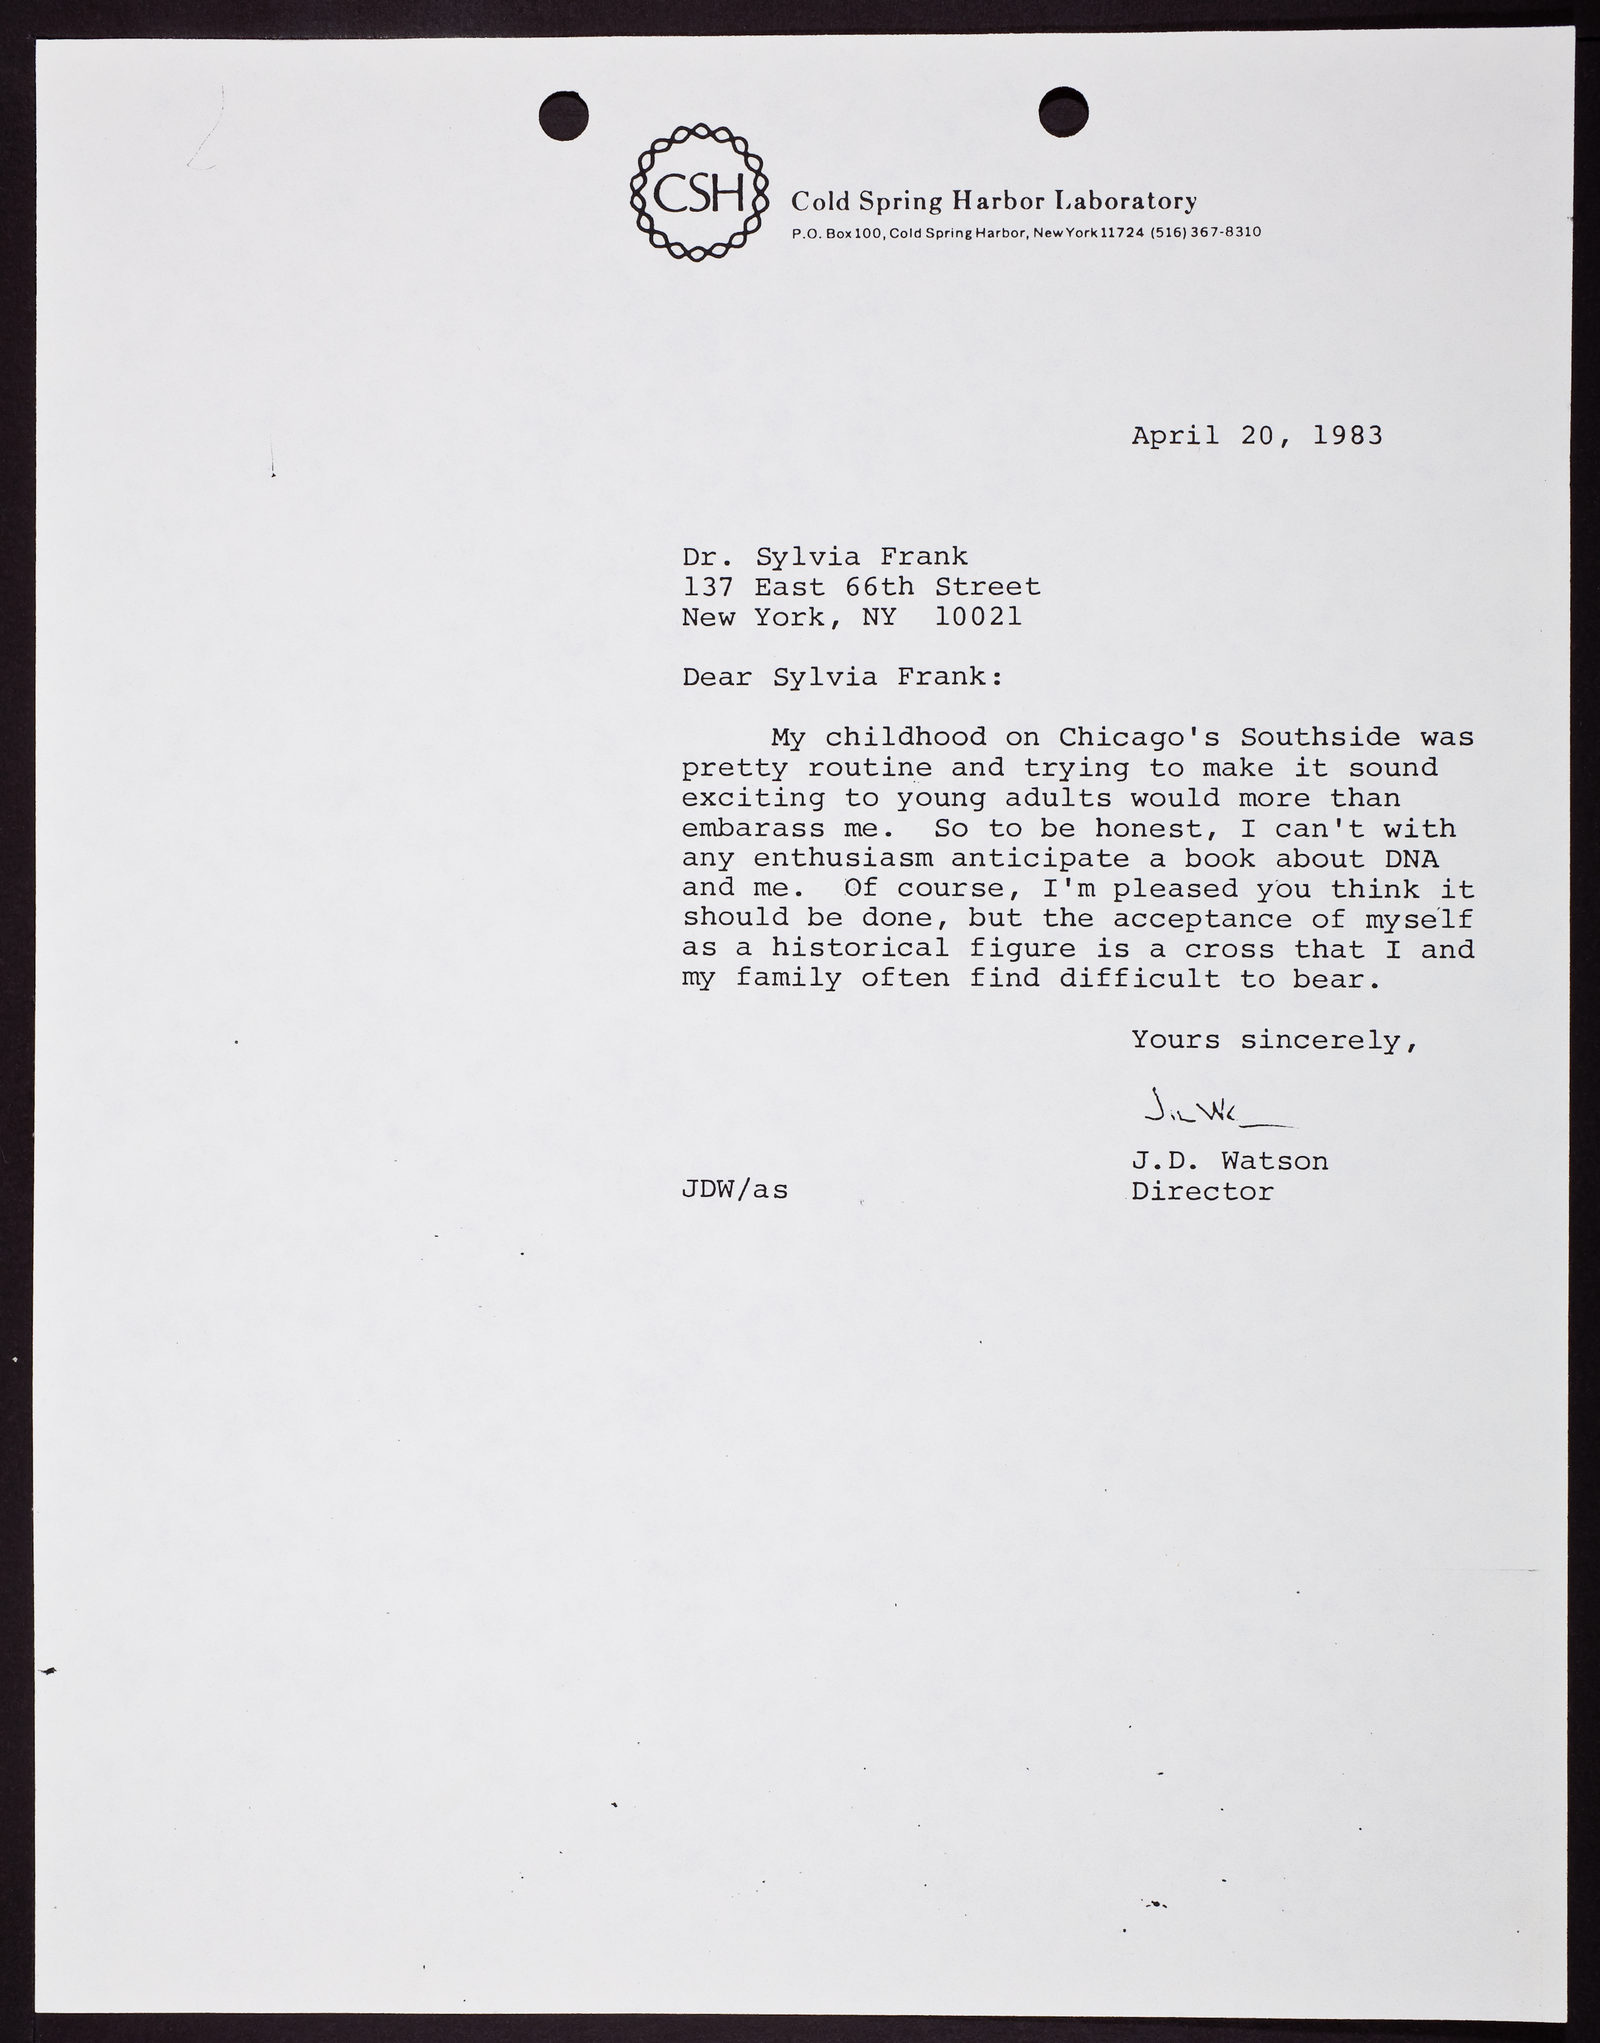 CSH
Cold Spring Harbor Laboratory
P.O. Box 100, Cold Spring Harbor, New York 11724 (516) 367-8310
April 20, 1983
Dr. Sylvia Frank
137 East 66th Street
New York, NY 10021
Dear Sylvia Frank:
My childhood on Chicago's Southside was
pretty routine and trying to make it sound
exciting to young adults would more than
embarass me. So to be honest, I can't with
any enthusiasm anticipate a book about DNA
and me. Of course, I'm pleased you think it
should be done, but the acceptance of myself
as a historical figure is a cross that I and
my family often find difficult to bear.
Yours sincerely,
J.D. Watson
JDW/as Director